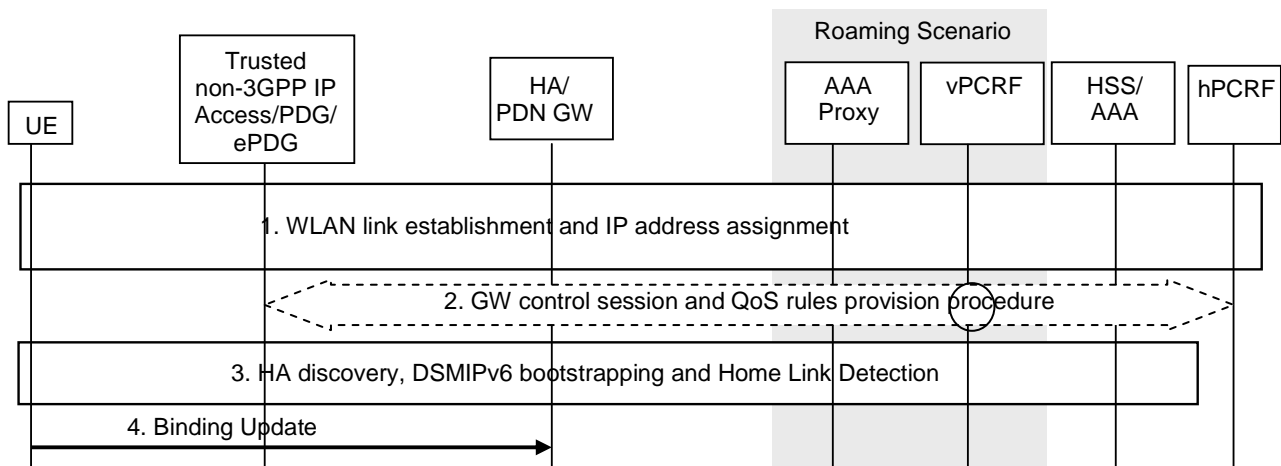 Roaming Scenario
UE
Trusted
non-3GPP IP
Access/PDG/
ePDG
HA/
PDN GW
AAA
Proxy
vPCRF
HSS/
AAA
hPCRF
1. WLAN link establishment and IP address assignment
2. GW control session and QoS rules provision procedure
3. HA discovery, DSMIPv6 bootstrapping and Home Link Detection
4. Binding Update